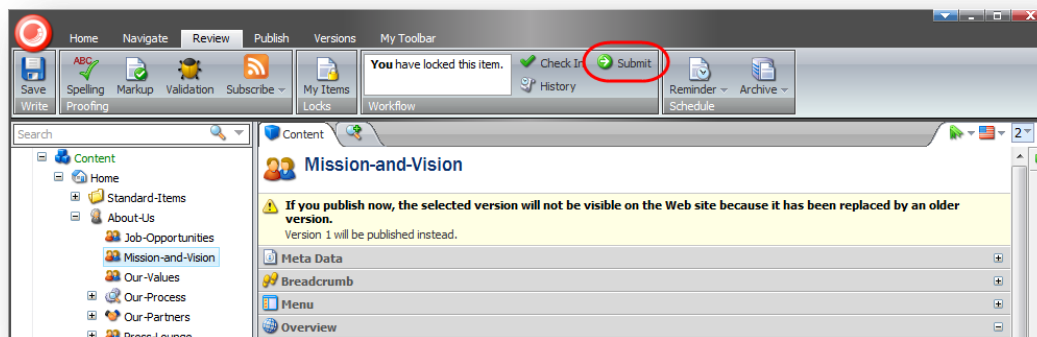 Home Navigate Review Publish Versions My Toolbar
ABC
You have locked this item.
Check In
Submit
History
Save Spelling Markup Validation Subscribe My Items Reminder Archive
Write Proofing Locks Workflow Schedule
Search
Content
2
Content
Home
Standard-Items
About-Us
Job-Opportunities
Mission-and-Vision
Our-Values
Our-Process
Our-Partners
Press-Lounge
Mission-and-Vision
If you publish now, the selected version will not be visible on the Web site because it has been replaced by an older
version.
Version 1 will be published instead.
Meta Data
Breadcrumb
Menu
Overview